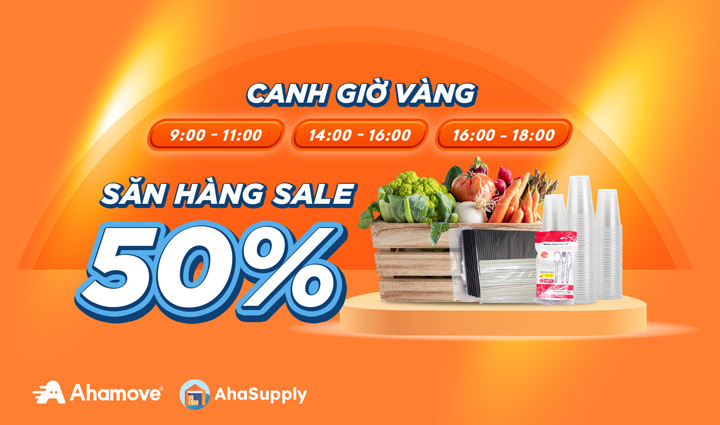 CANH GIỜ VÀNG
9:00 - 11:00
14:00 - 16:00
16:00 - 18:00
SĂN HÀNG SALE
50%
Ahamove®
AhaSupply